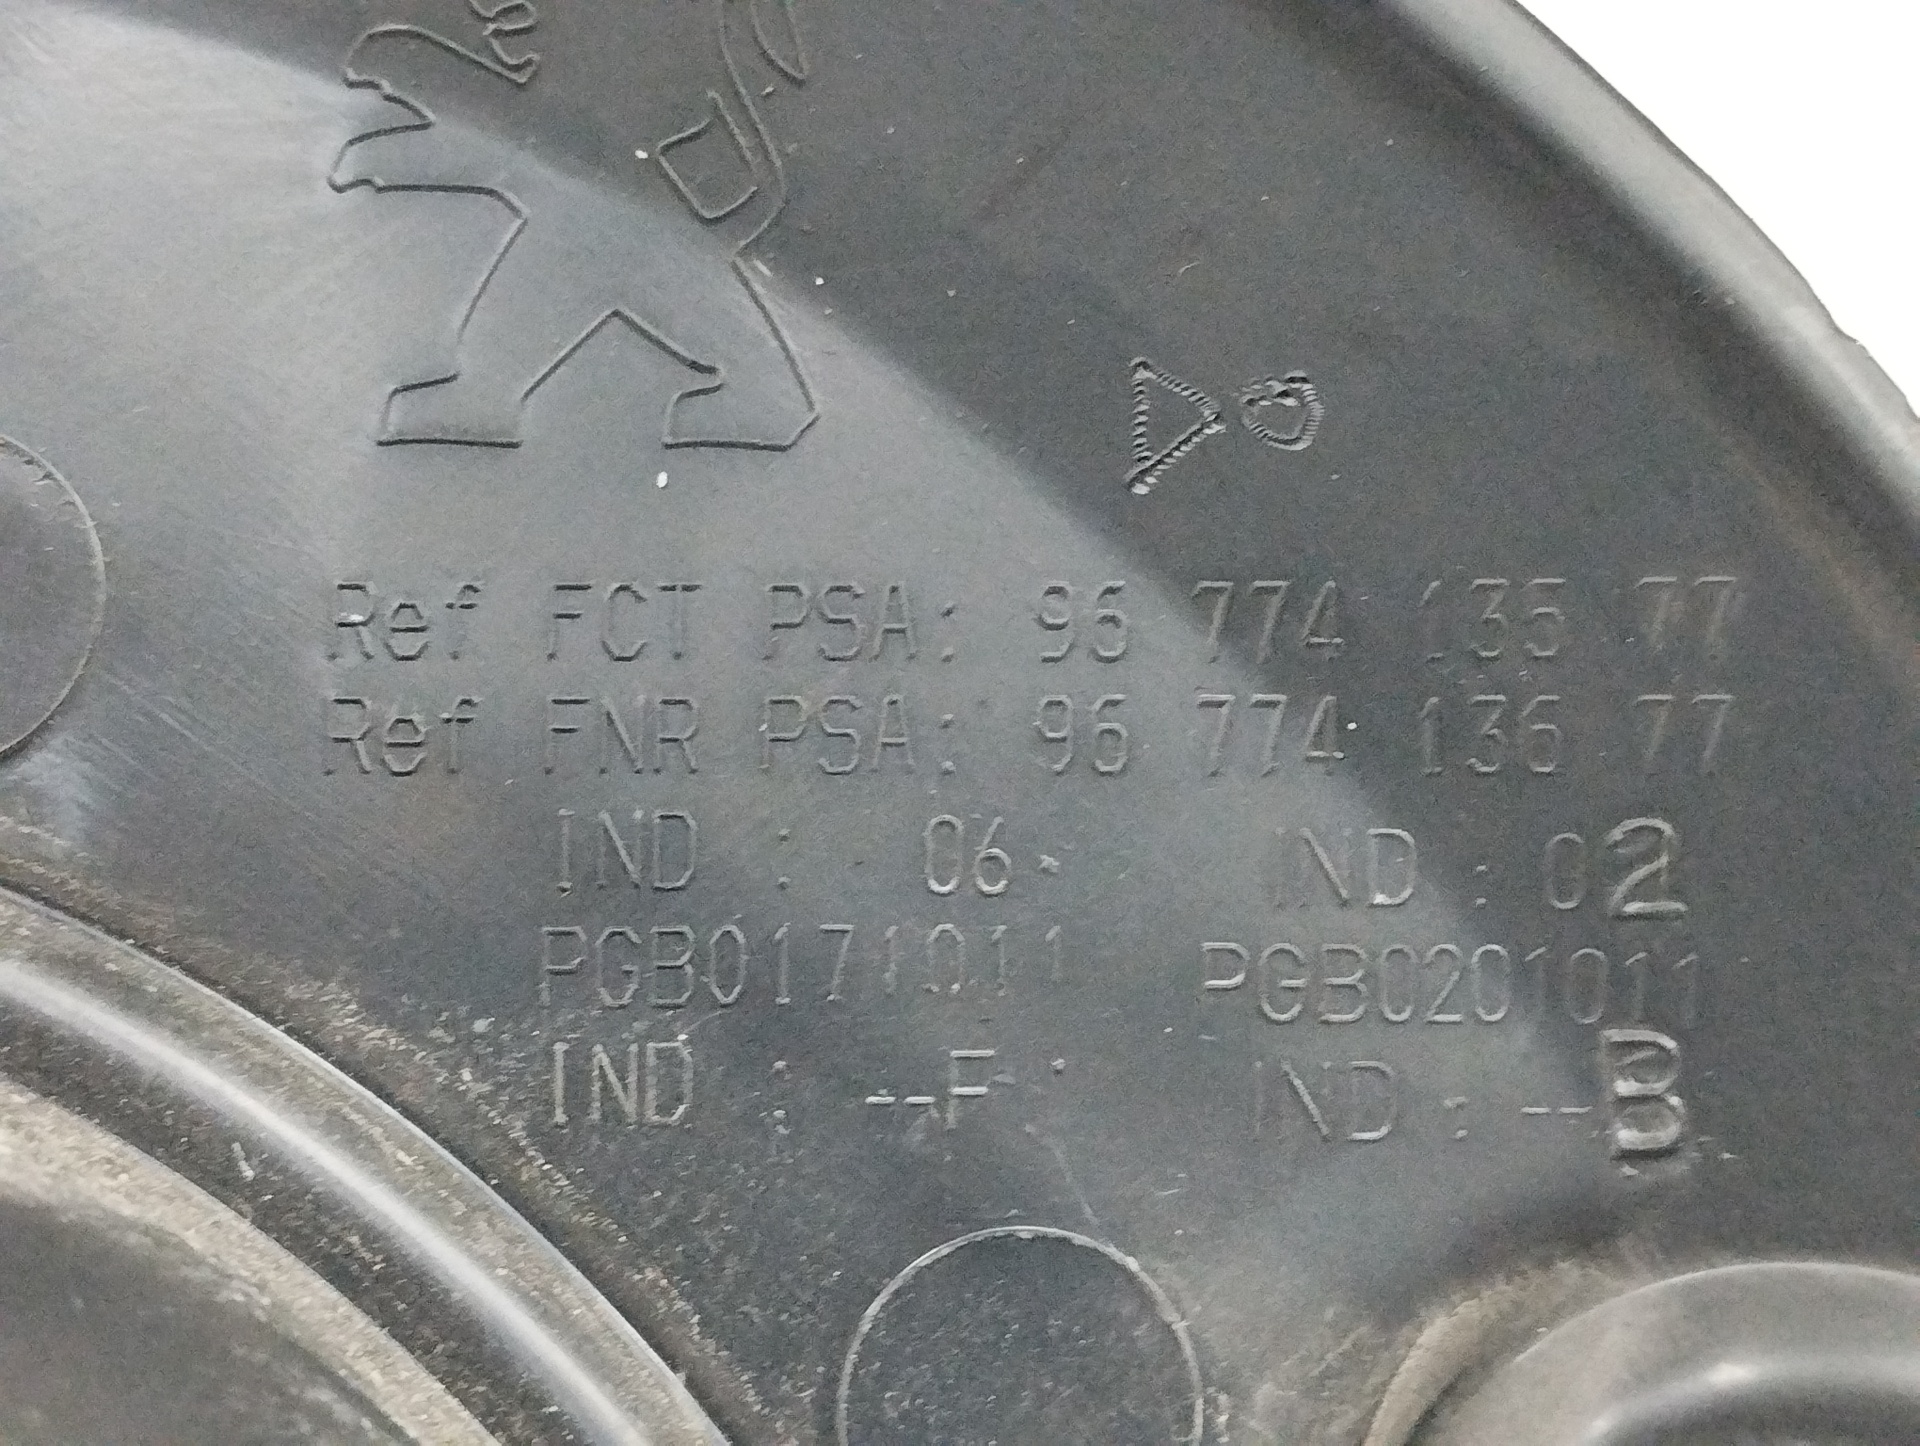 Ref FCT PSA: 96 774 135 77
Ref FNR PSA: 96 774 136 77
IND : 06 IND : 02
PGB0171011 PGB0201011
IND : --F IND : --B